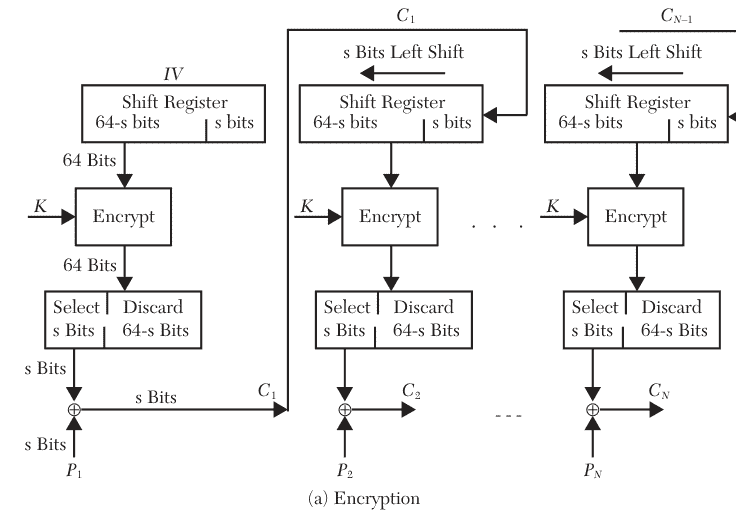 C1
CN–1
s Bits Left Shift
s Bits Left Shift
IV
Shift Register
64-s bits s bits
Shift Register
64-s bits s bits
Shift Register
64-s bits s bits
64 Bits
K
Encrypt
K
Encrypt
. . .
K
Encrypt
64 Bits
Select Discard
s Bits 64-s Bits
Select Discard
s Bits 64-s Bits
Select Discard
s Bits 64-s Bits
s Bits
s Bits
C1
C2
---
CN
s Bits
P1
P2
PN
(a) Encryption